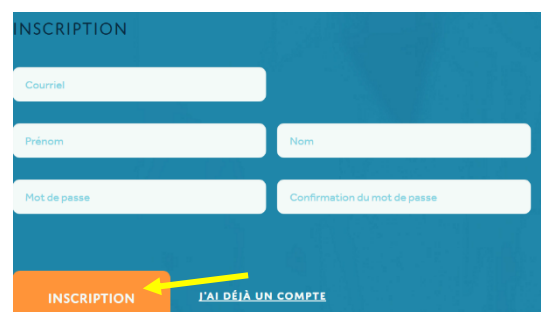 INSCRIPTION
Courriel
Prénom
Nom
Mot de passe
Confirmation du mot de passe
INSCRIPTION
J'AI DÉJÀ UN COMPTE